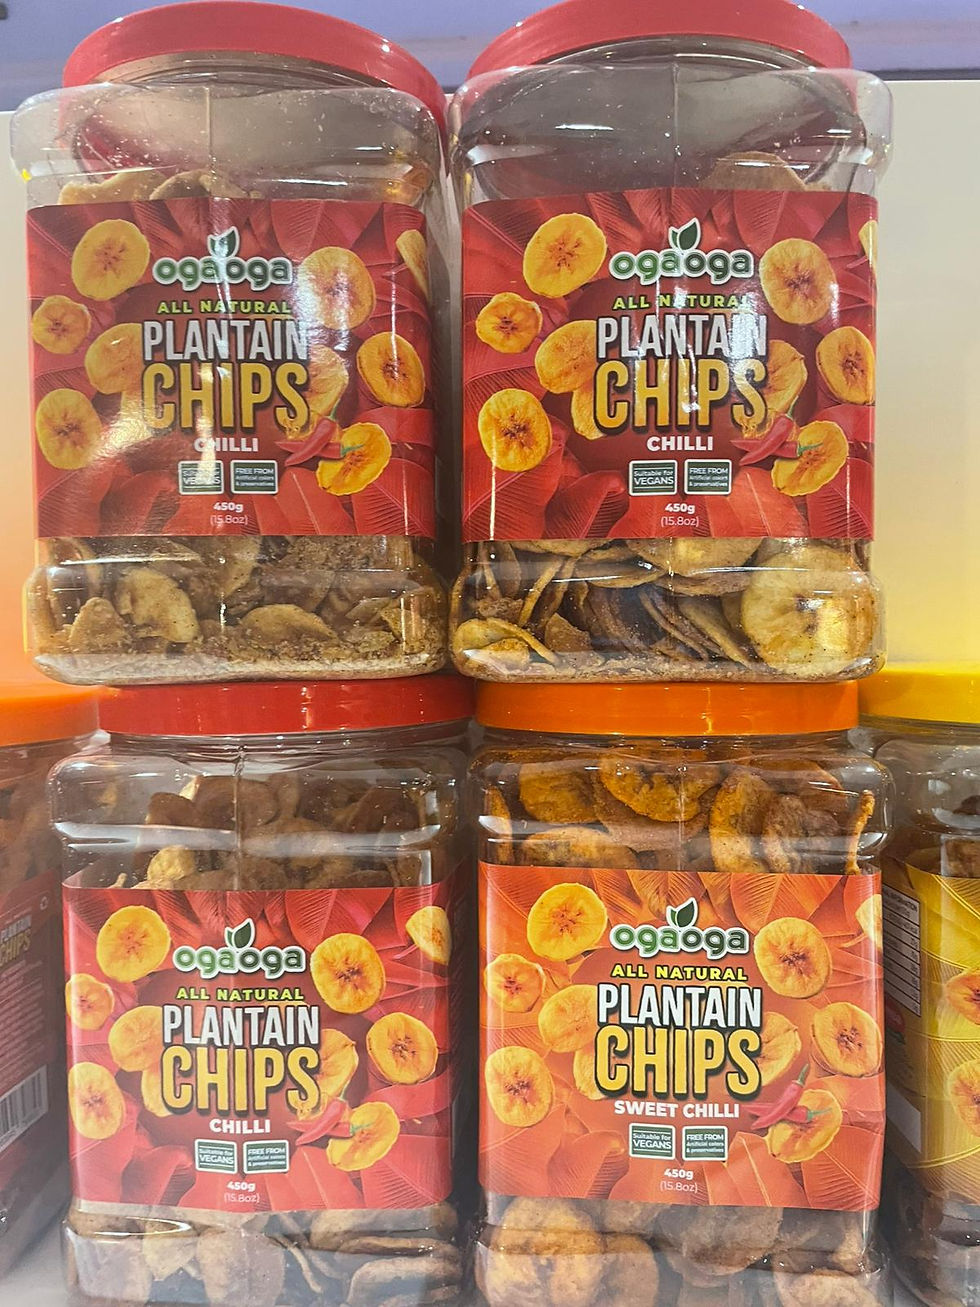 ogaoga
ALL NATURAL
PLANTAIN
CHIPS
CHILLI
Suitable for
VEGANS
FREE FROM
Artificial colors
& preservatives
450g
(15.8oz)
ogaoga
ALL NATURAL
PLANTAIN
CHIPS
CHILLI
Suitable for
VEGANS
FREE FROM
Artificial colors
& preservatives
450g
(15.8oz)
ogaoga
ALL NATURAL
PLANTAIN
CHIPS
CHILLI
Suitable for
VEGANS
FREE FROM
Artificial colors
& preservatives
450g
(15.8oz)
ogaoga
ALL NATURAL
PLANTAIN
CHIPS
SWEET CHILLI
Suitable for
VEGANS
FREE FROM
Artificial colors
& preservatives
450g
(15.8oz)
PLANTAIN
CHIPS